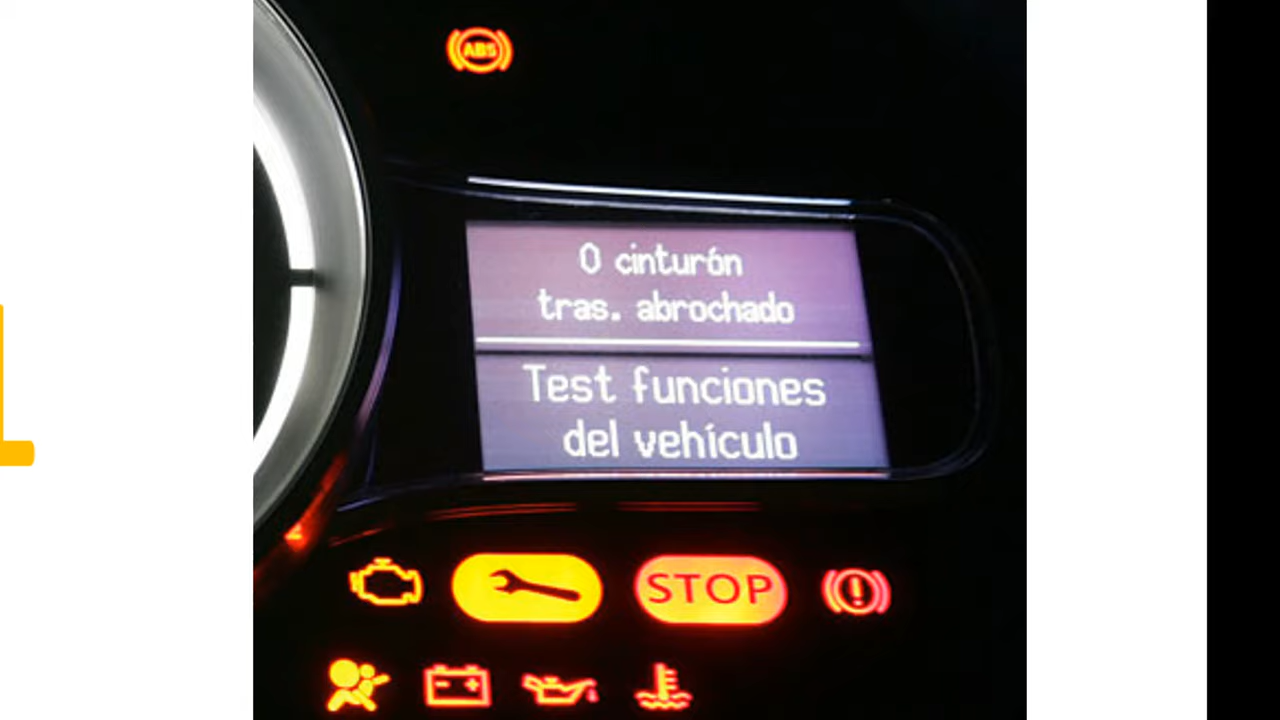 ABS
0 cinturón
tras. abrochado
Test funciones
del vehículo
STOP